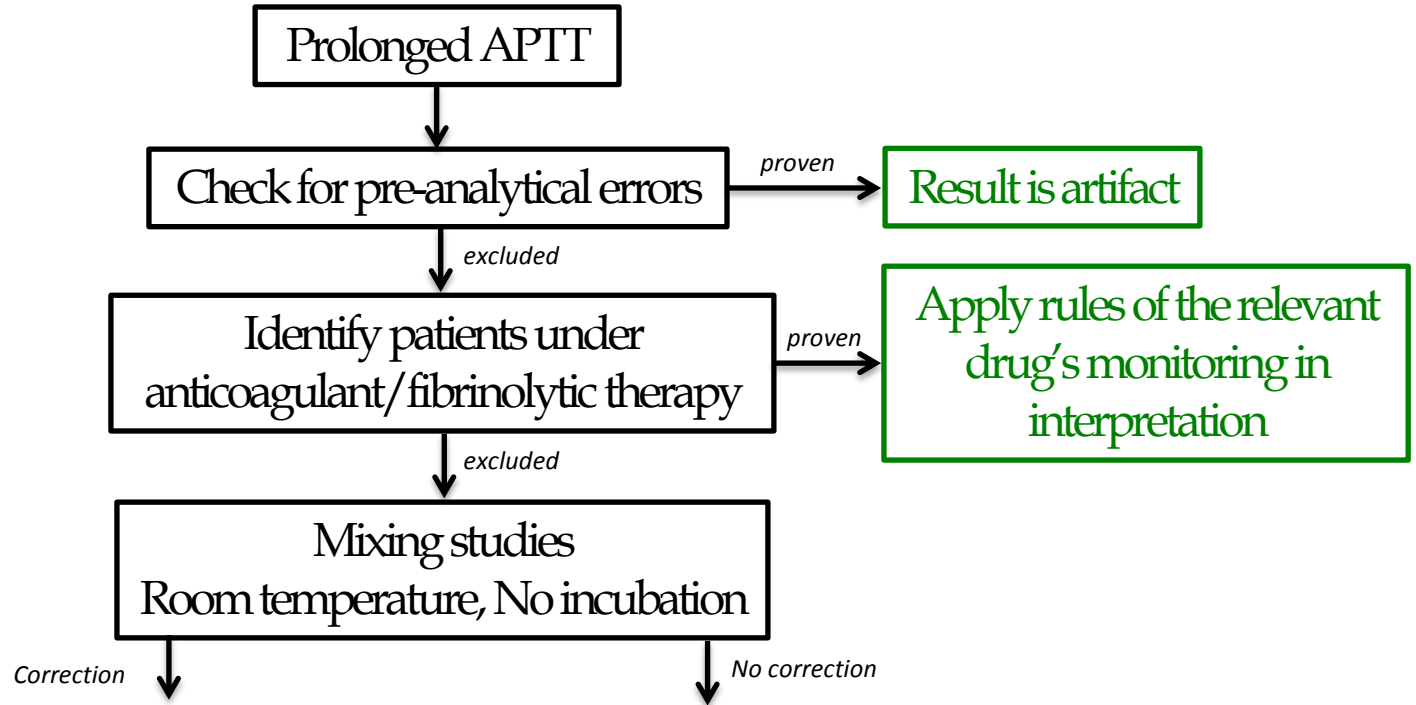 Prolonged APTT
Check for pre-analytical errors
proven
Result is artifact
excluded
Identify patients under
anticoagulant/fibrinolytic therapy
proven
Apply rules of the relevant
drug's monitoring in
interpretation
excluded
Mixing studies
Room temperature, No incubation
Correction
No correction